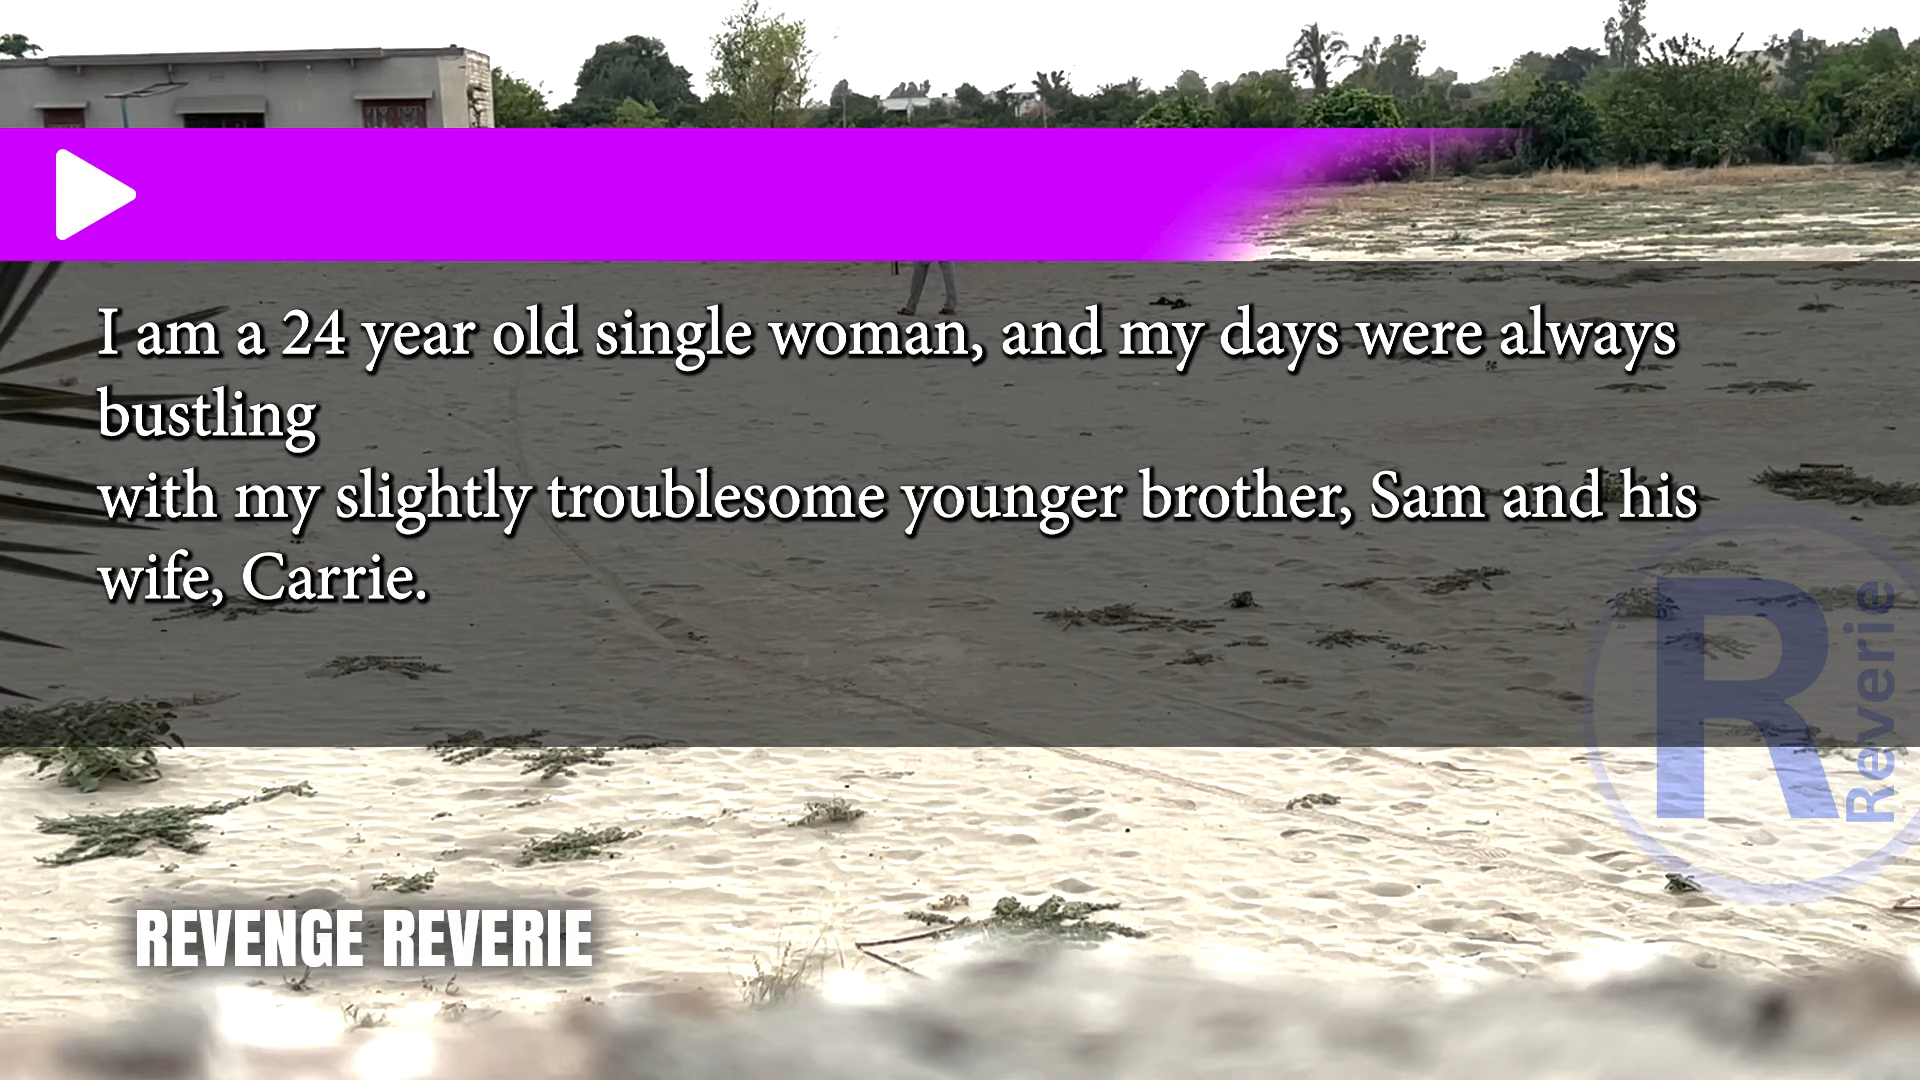 I am a 24 year old single woman, and my days were always
bustling
with my slightly troublesome younger brother, Sam and his
wife, Carrie.
R
Reverie
REVENGE REVERIE